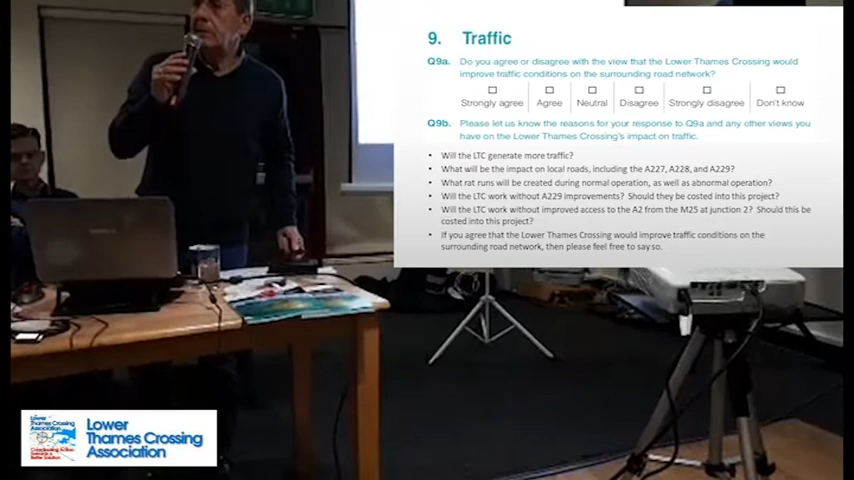 9. Traffic
Q9a. Do you agree or disagree with the view that the Lower Thames Crossing would
improve traffic conditions on the surrounding road network?
Strongly agree Agree Neutral Disagree Strongly disagree Don't know
Q9b. Please let us know the reasons for your response to Q9a and any other views you
have on the Lower Thames Crossing's impact on traffic.
• Will the LTC generate more traffic?
• What will be the impact on local roads, including the A227, A228, and A229?
• What rat runs will be created during normal operation, as well as abnormal operation?
• Will the LTC work without A229 improvements? Should they be costed into this project?
• Will the LTC work without improved access to the A2 from the M25 at junction 2? Should this be
costed into this project?
• If you agree that the Lower Thames Crossing would improve traffic conditions on the
surrounding road network, then please feel free to say so.
Lower
Thames Crossing
Association
Lower
Thames Crossing
Association